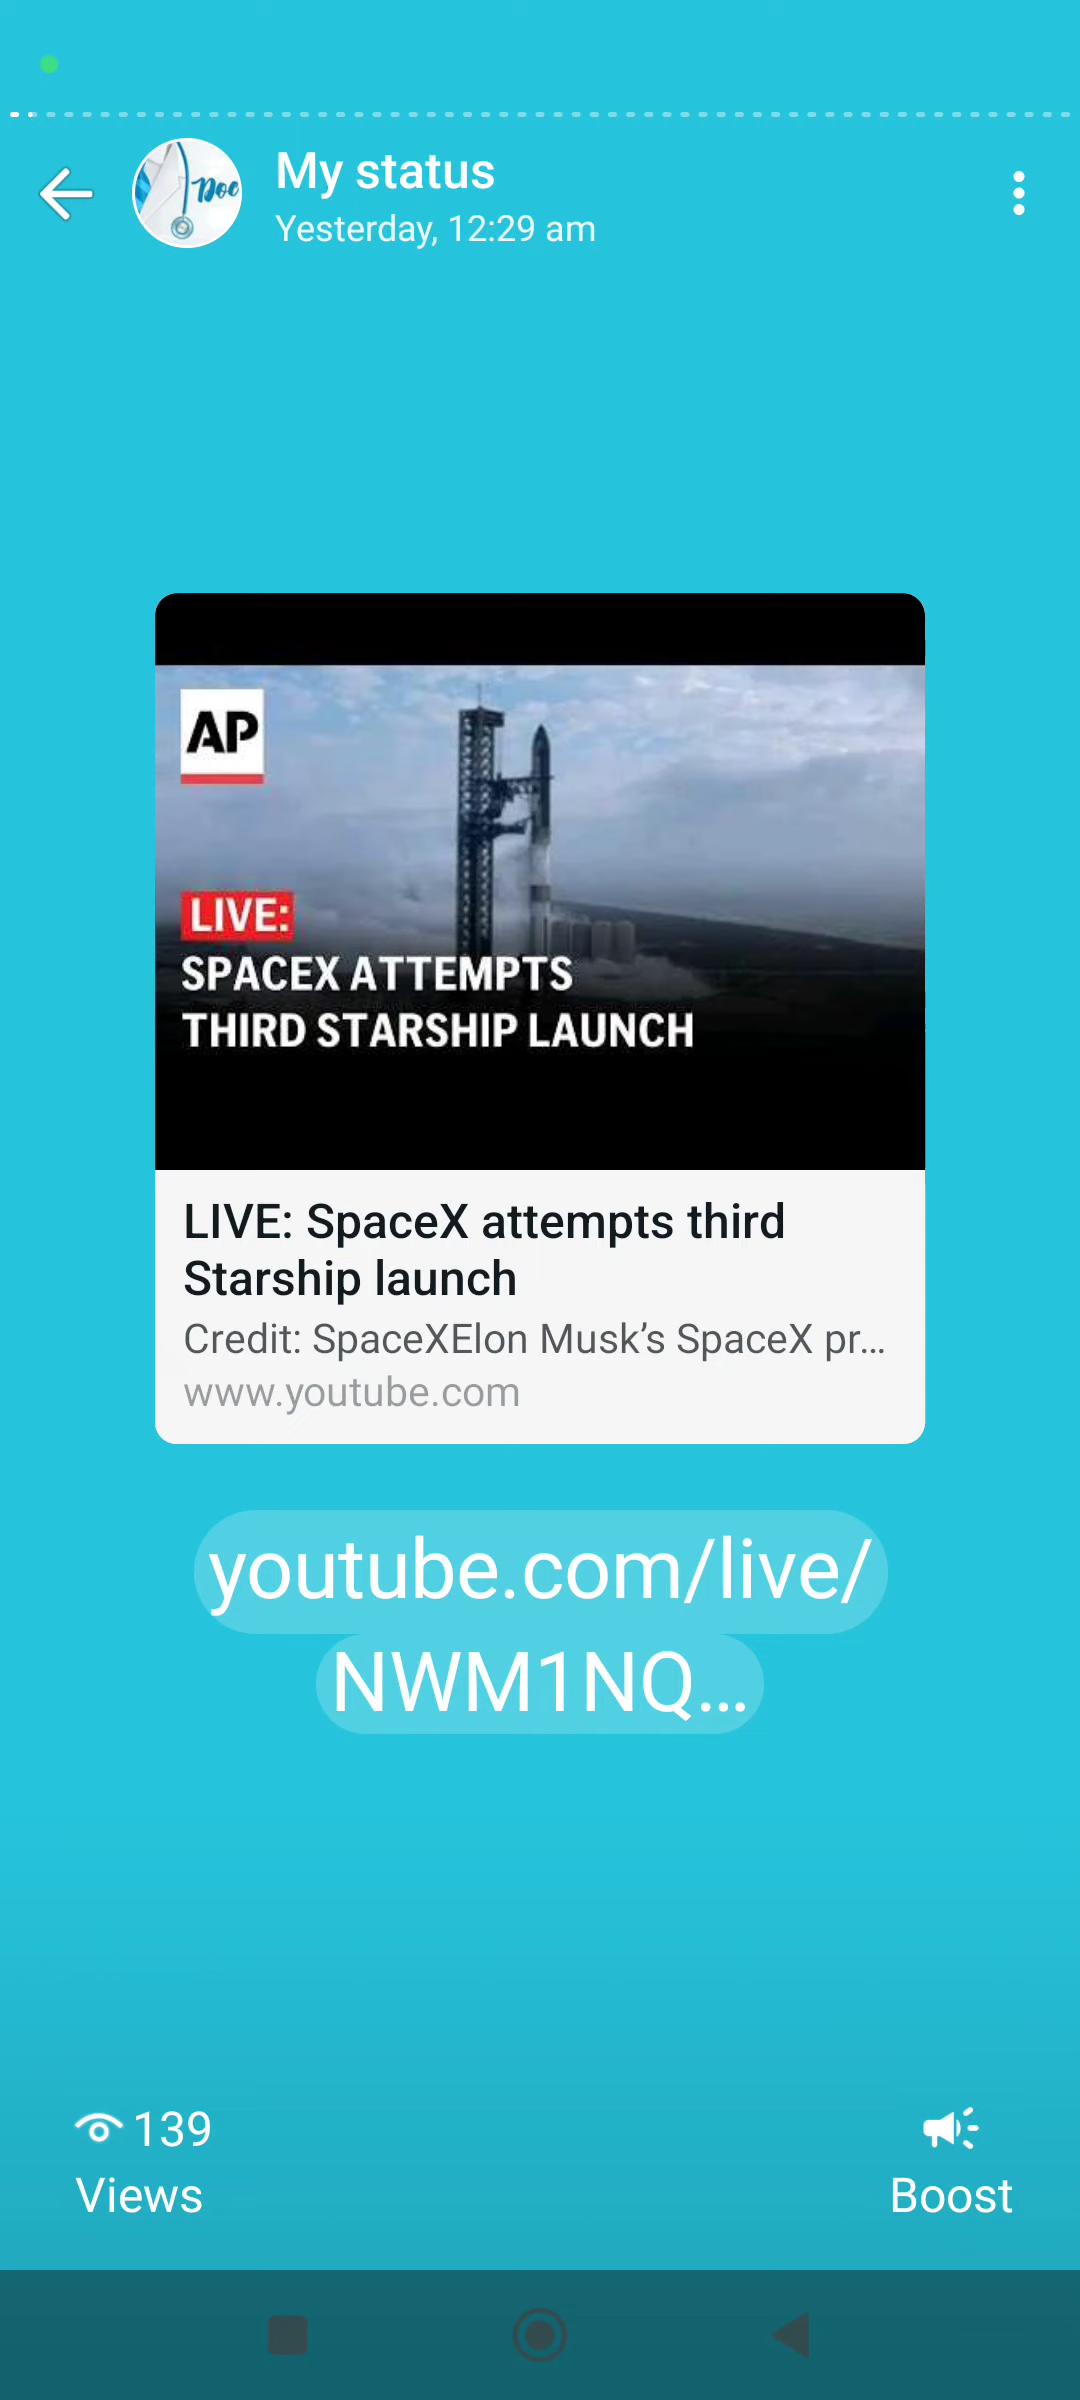 My status
Yesterday, 12:29 am
Doc
AP
LIVE:
SPACEX ATTEMPTS
THIRD STARSHIP LAUNCH
LIVE: SpaceX attempts third
Starship launch
Credit: SpaceXElon Musk’s SpaceX pr...
www.youtube.com
youtube.com/live/
NWM1NQ...
139
Views
Boost